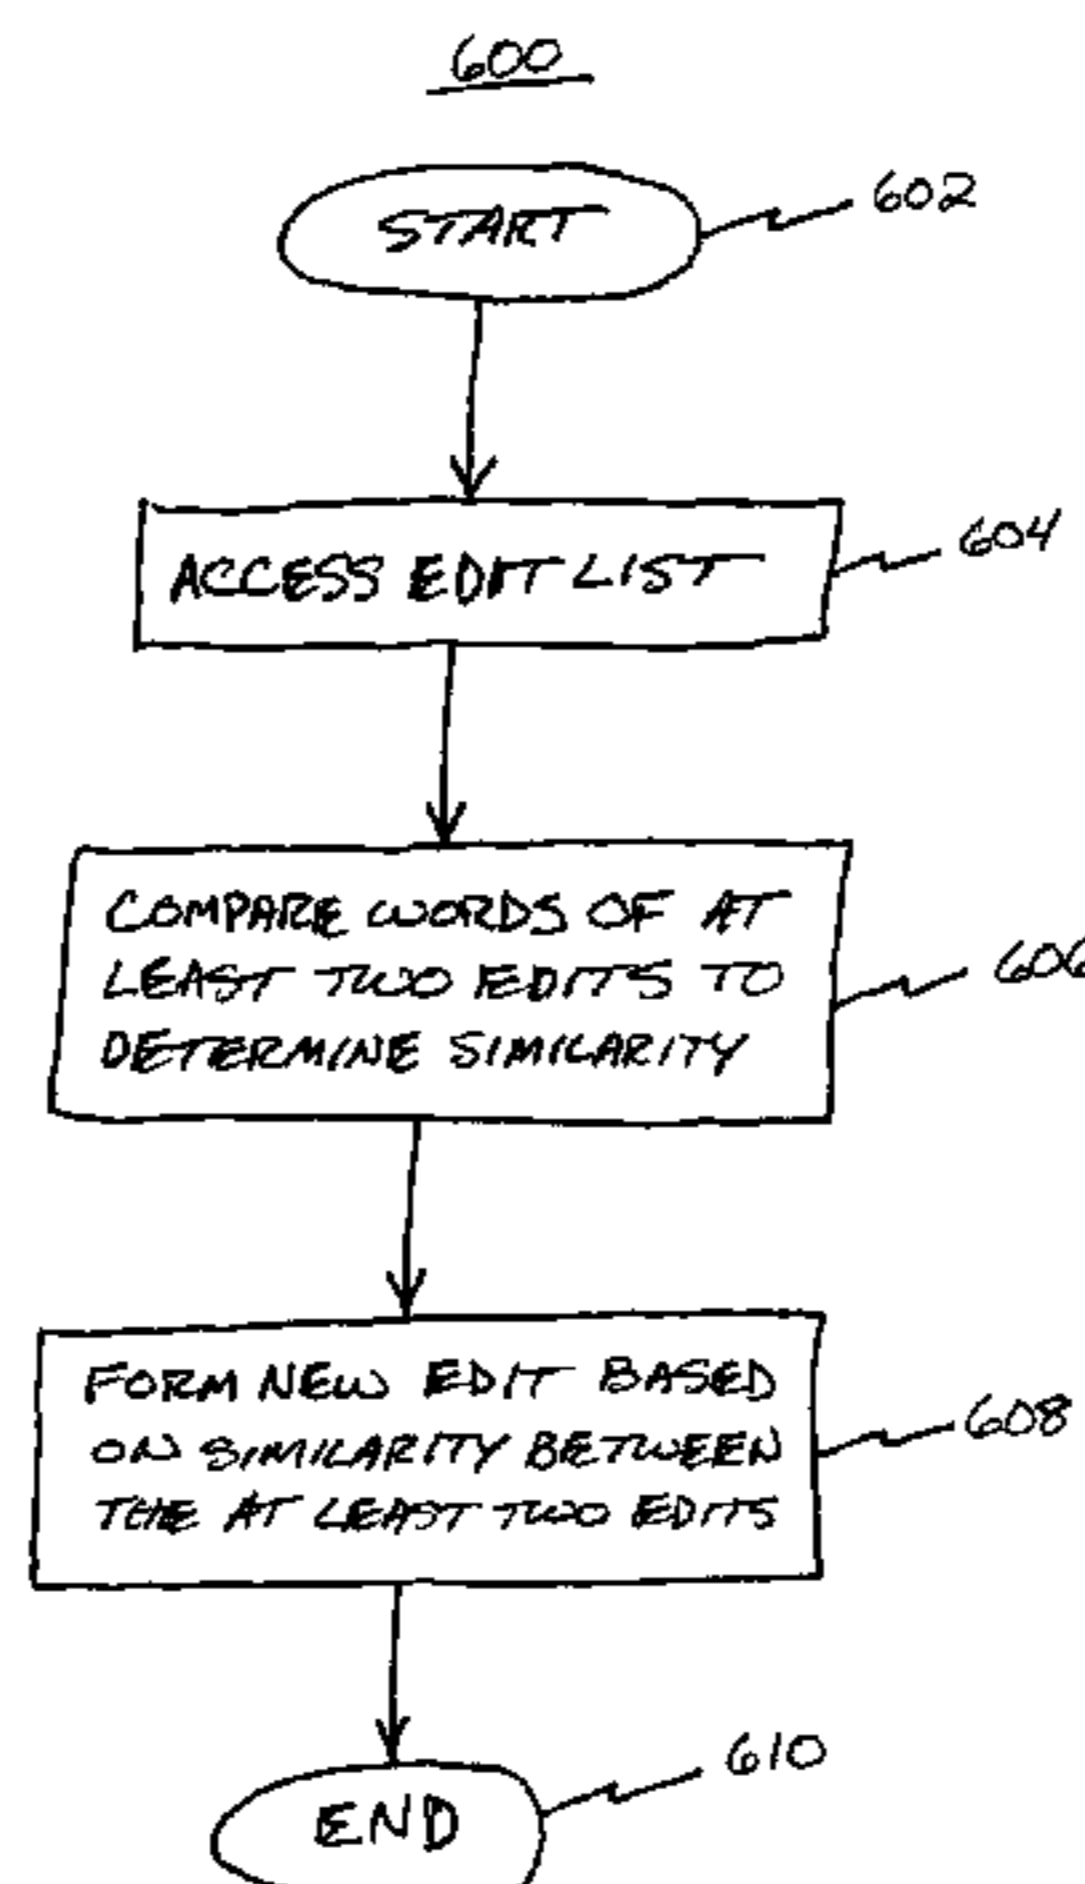 600
START
602
ACCESS EDIT LIST
604
COMPARE WORDS OF AT
LEAST TWO EDITS TO
DETERMINE SIMILARITY
606
FORM NEW EDIT BASED
ON SIMILARITY BETWEEN
THE AT LEAST TWO EDITS
608
END
610